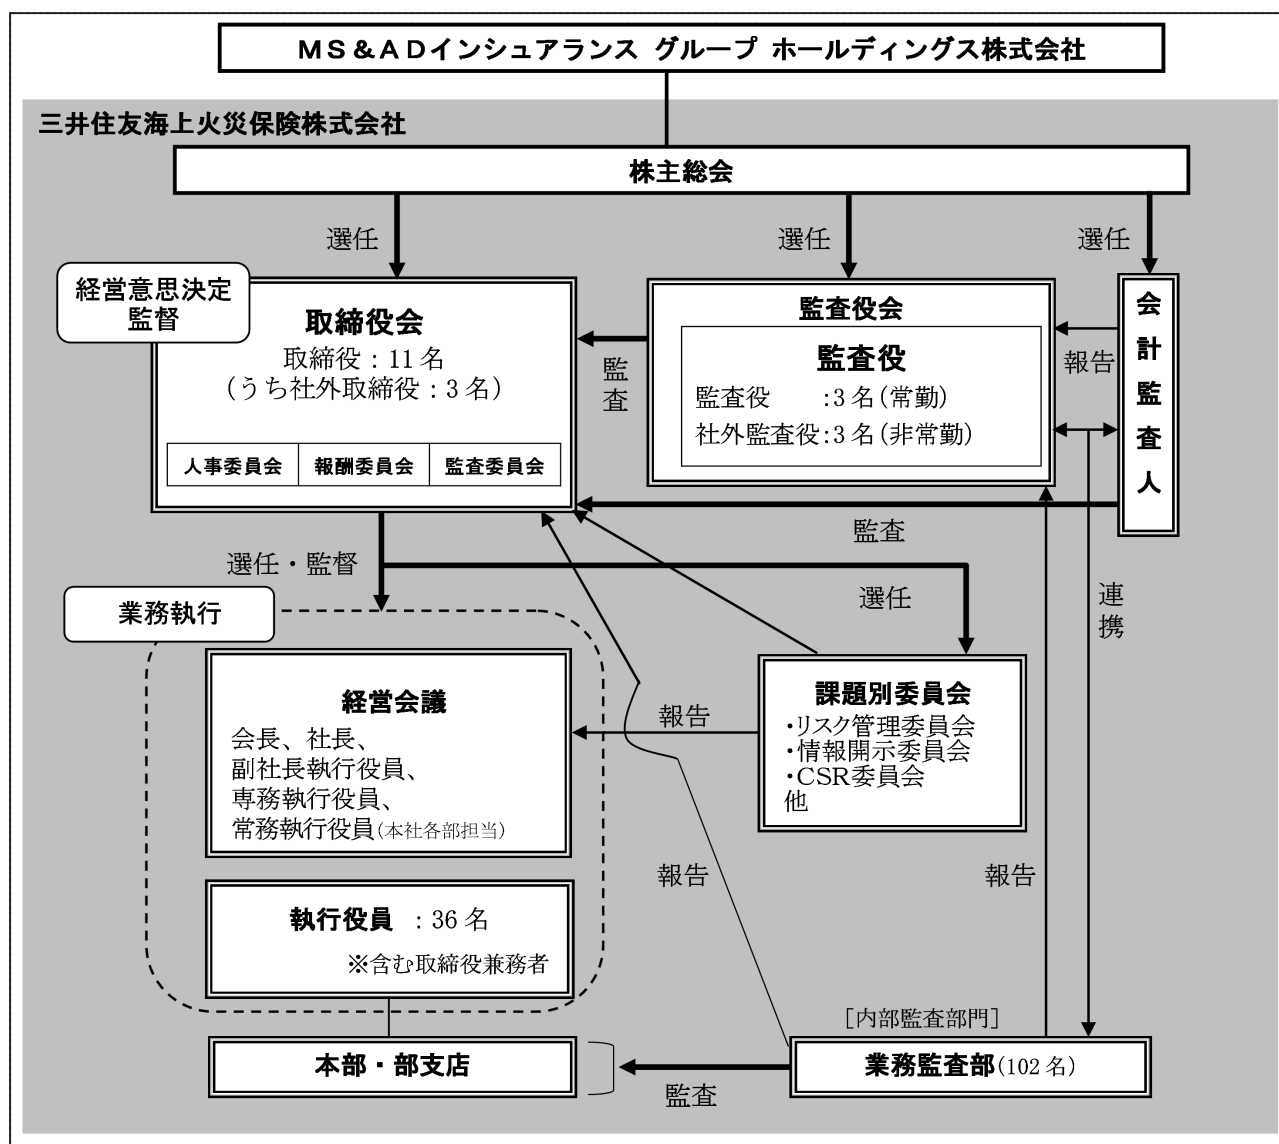 MS&ADインシュアランス グループ ホールディングス株式会社
三井住友海上火災保険株式会社
株主総会
選任
選任
選任
経営意思決定
監督
取締役会
取締役：11名
（うち社外取締役：3名）
人事委員会
報酬委員会
監査委員会
監査
監査役会
監査役
監査役 :3名(常勤)
社外監査役:3名(非常勤)
報告
会計監査人
監査
選任・監督
選任
連携
業務執行
経営会議
会長、社長、
副社長執行役員、
専務執行役員、
常務執行役員(本社各部担当)
報告
課題別委員会
・リスク管理委員会
・情報開示委員会
・CSR委員会
他
報告
報告
執行役員 : 36名
※含む取締役兼務者
[内部監査部門]
本部・部支店
監査
業務監査部(102名)